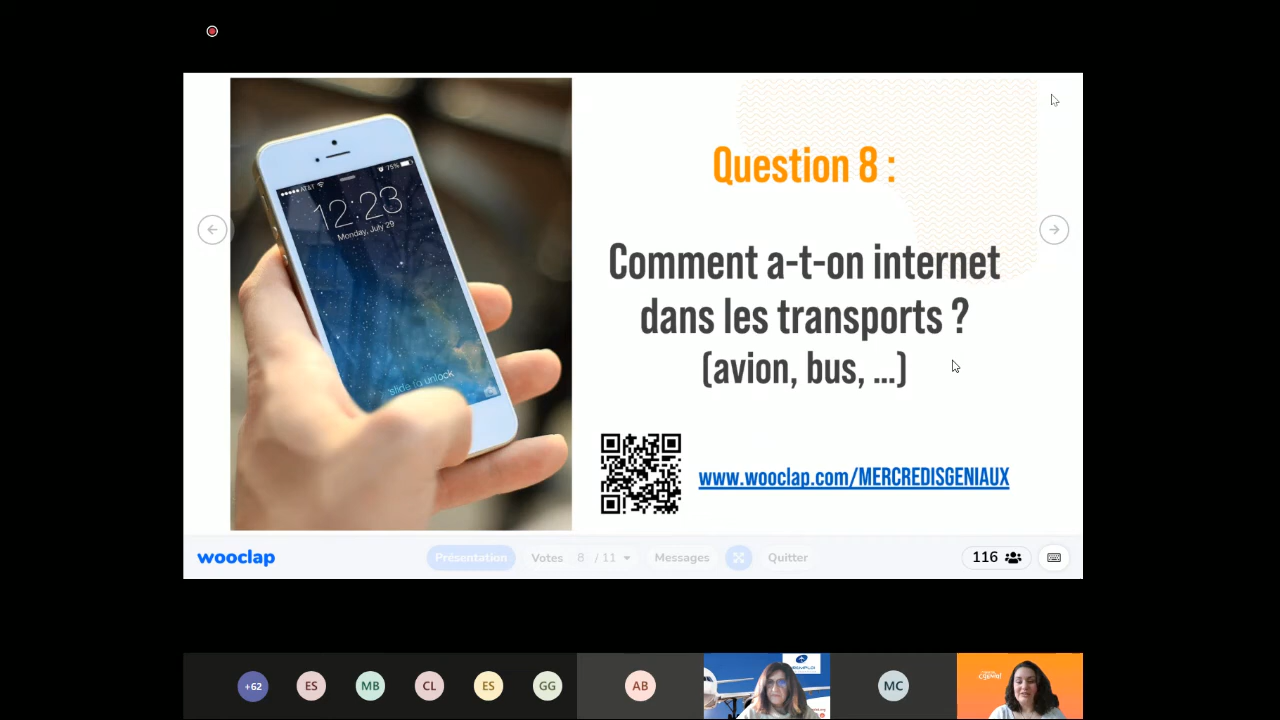 AT&T
75%
12:23
Monday, July 29
slide to unlock
Question 8 :
Comment a-t-on internet
dans les transports ?
(avion, bus, ...)
www.wooclap.com/MERCREDISGENIAUX
wooclap
Présentation
Votes 8 / 11
Messages
Quitter
116
+62
ES
MB
CL
ES
GG
AB
MC